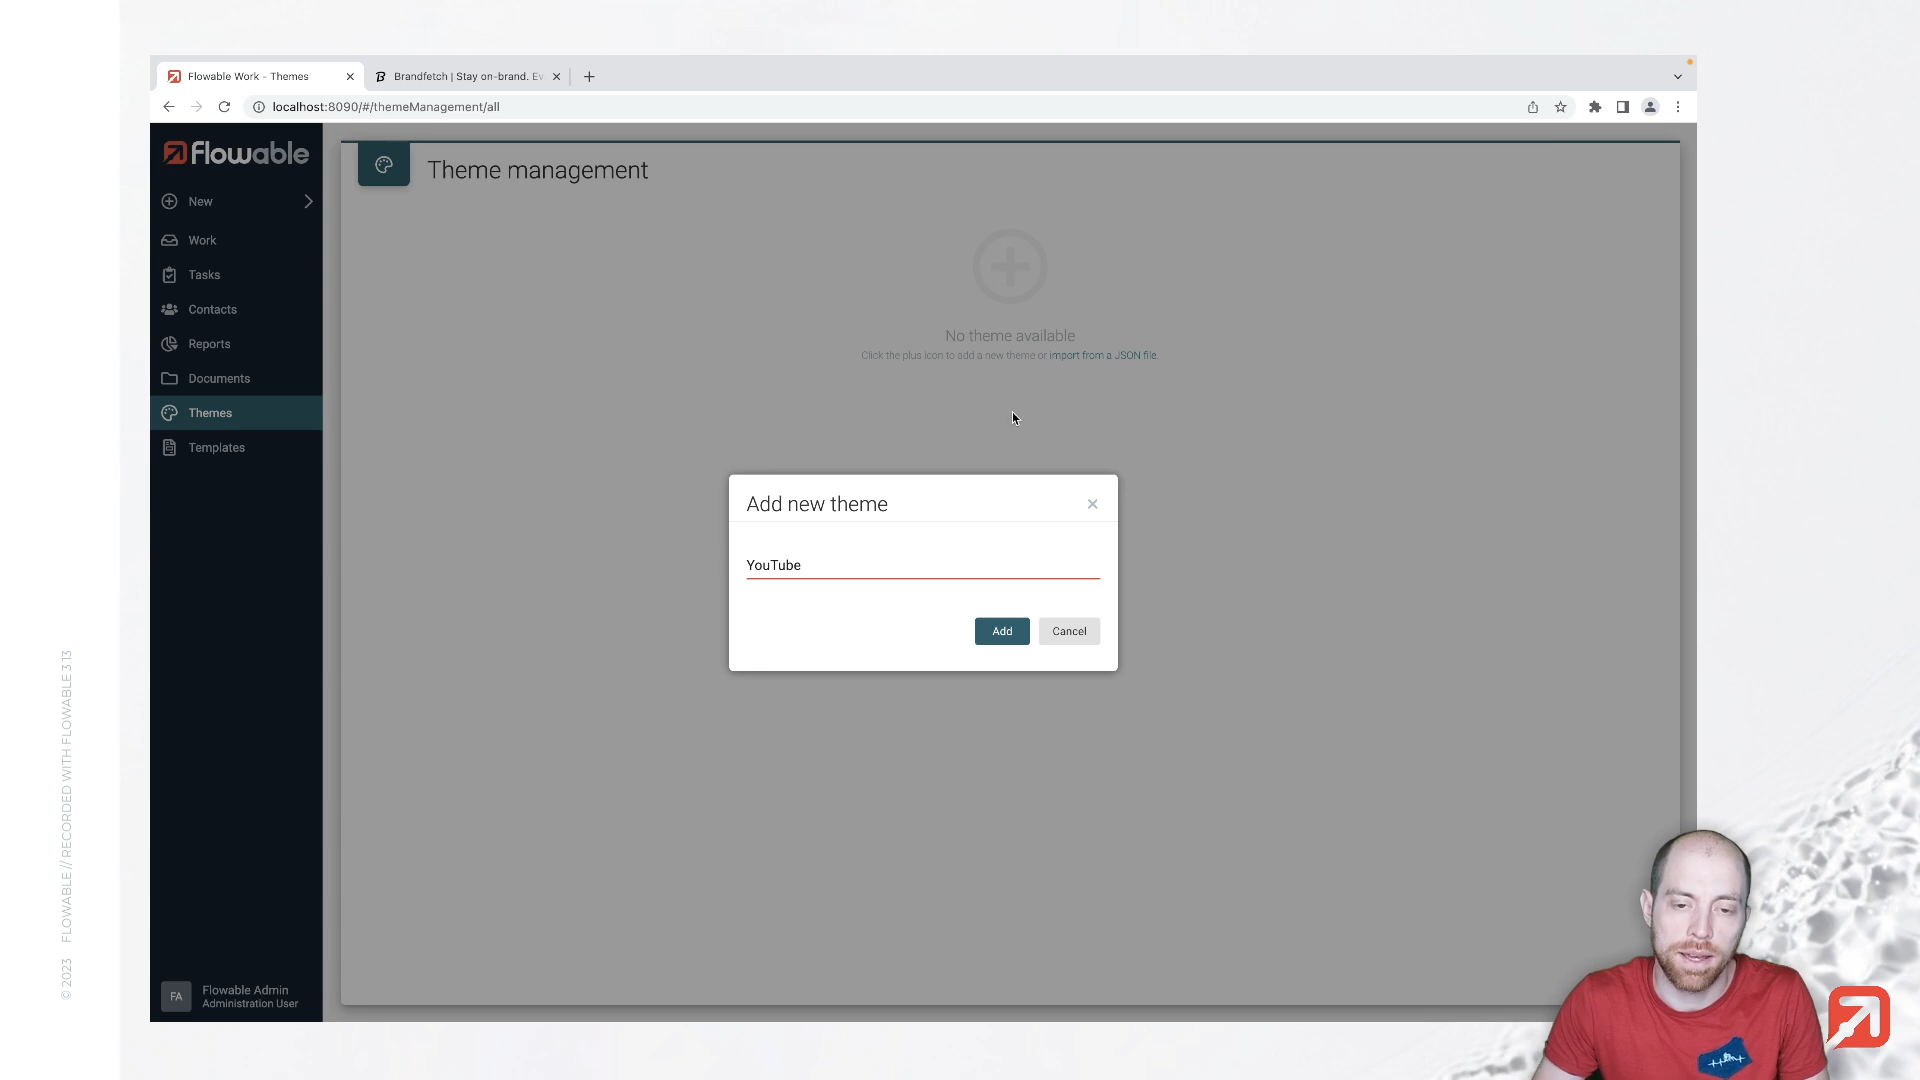 Flowable Work - Themes
Brandfetch | Stay on-brand. Ev
localhost:8090/#/themeManagement/all
Flowable
New
Work
Tasks
Contacts
Reports
Documents
Themes
Templates
FA
Flowable Admin
Administration User
Theme management
No theme available
Click the plus icon to add a new theme or import from a JSON file.
Add new theme
YouTube
Add
Cancel
© 2023 FLOWABLE // RECORDED WITH FLOWABLE 3.13